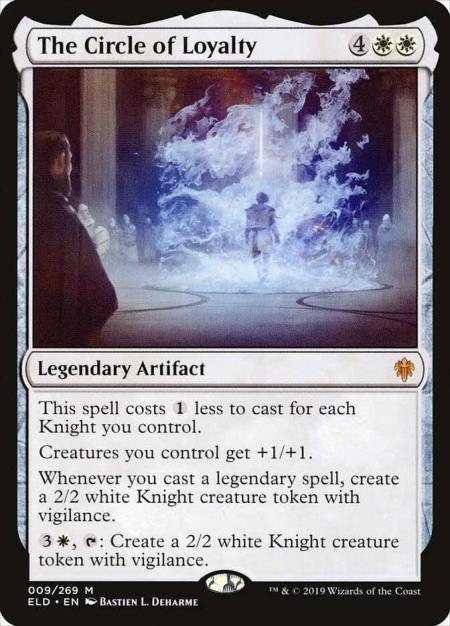 The Circle of Loyalty 4
Legendary Artifact
This spell costs 1 less to cast for each
Knight you control.
Creatures you control get +1/+1.
Whenever you cast a legendary spell, create
a 2/2 white Knight creature token with
vigilance.
3, : Create a 2/2 white Knight creature
token with vigilance.
009/269 M
ELD • EN Bastien L. Deharme
™ & © 2019 Wizards of the Coast